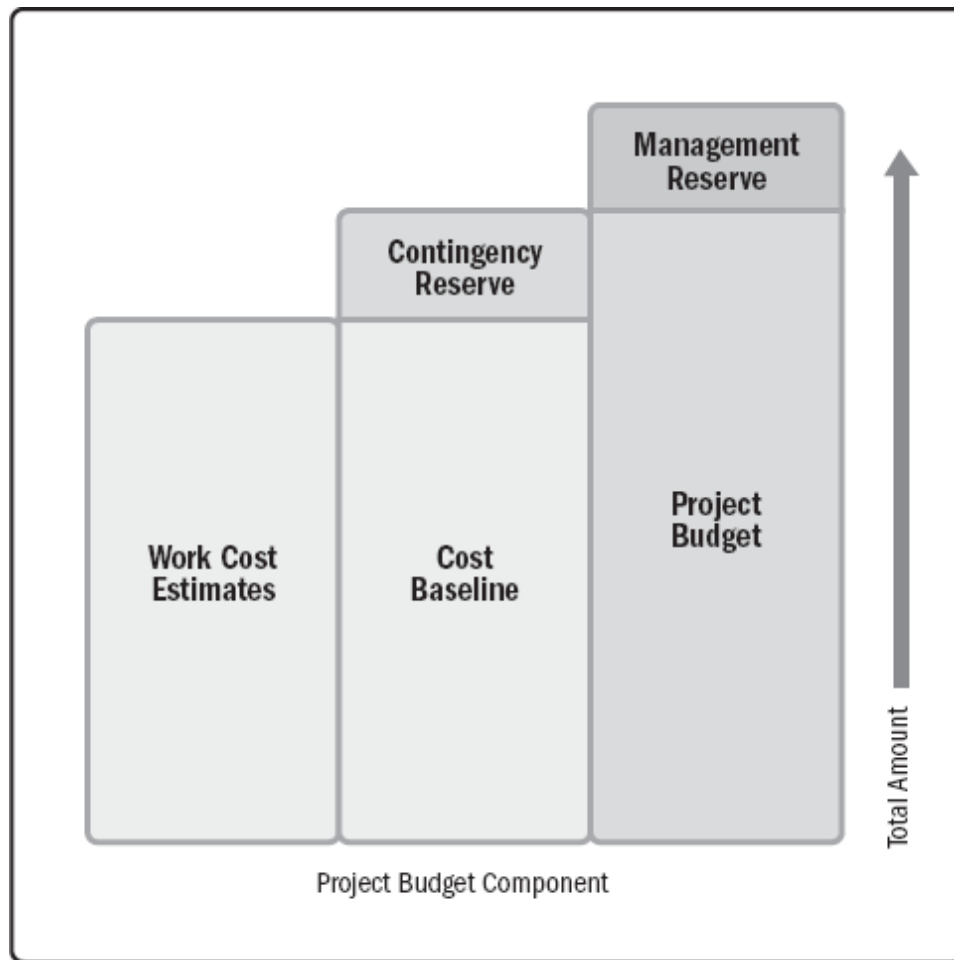 Management
Reserve
Contingency
Reserve
Work Cost
Estimates
Cost
Baseline
Project
Budget
Total Amount
Project Budget Component